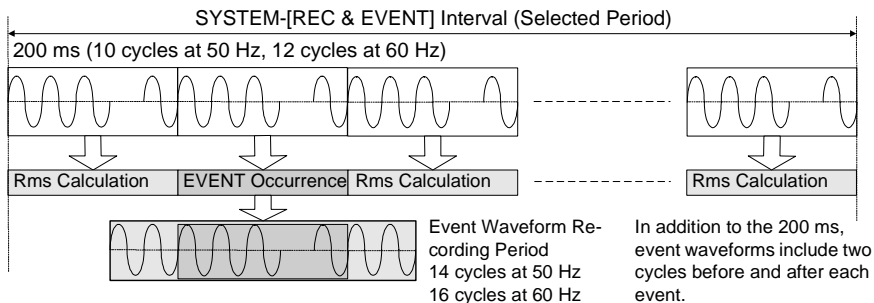 SYSTEM-[REC & EVENT] Interval (Selected Period)
200 ms (10 cycles at 50 Hz, 12 cycles at 60 Hz)
Rms Calculation
EVENT Occurrence
Rms Calculation
Rms Calculation
Event Waveform Re-
cording Period
14 cycles at 50 Hz
16 cycles at 60 Hz
In addition to the 200 ms,
event waveforms include two
cycles before and after each
event.